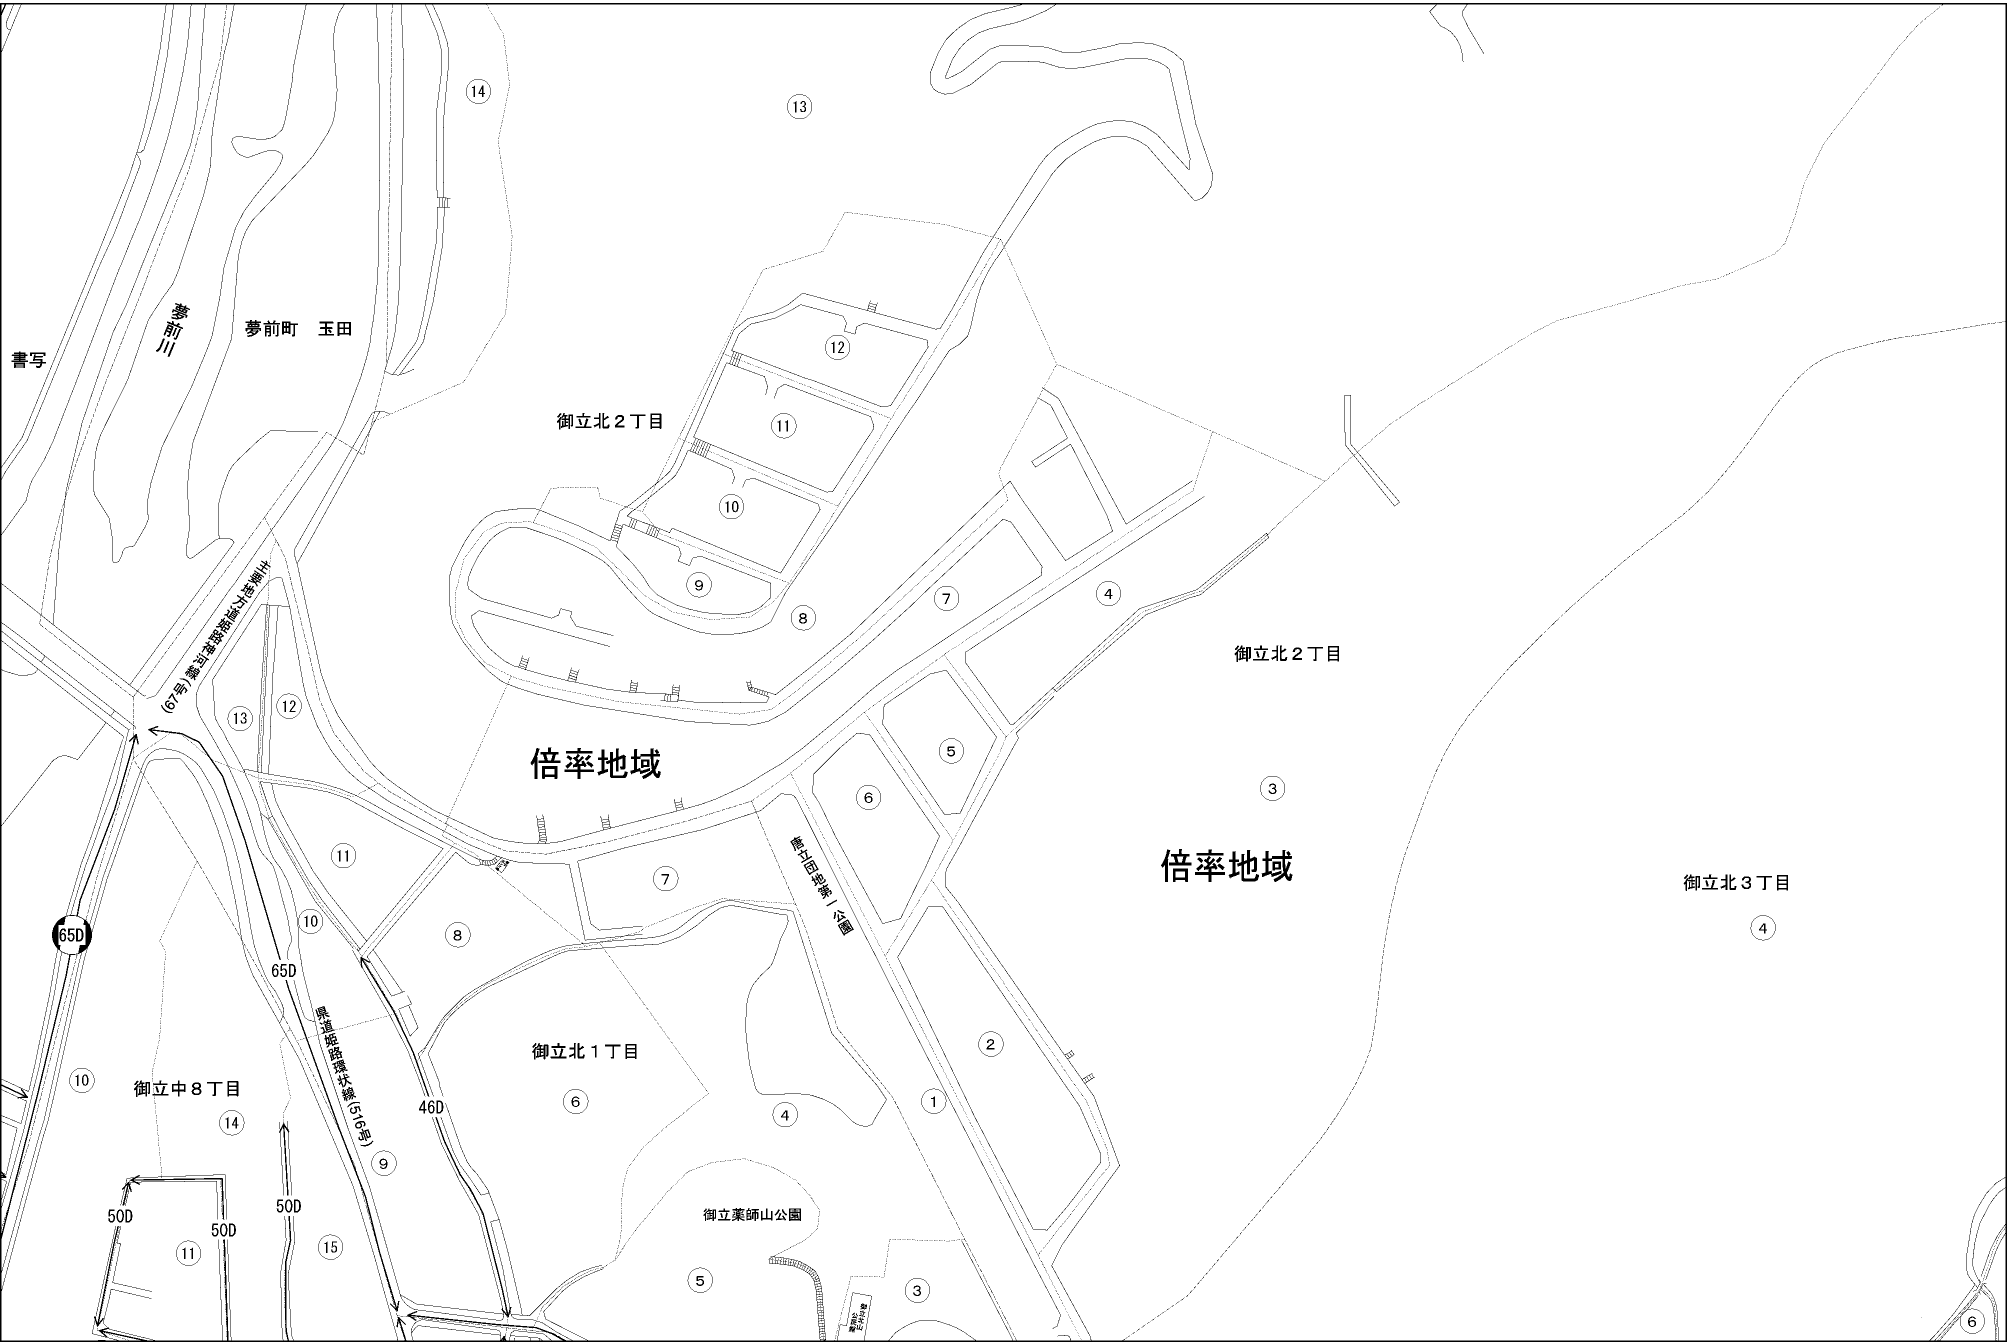 14
13
夢前川
夢前町 玉田
書写
12
御立北２丁目
11
10
9
8
7
4
主要地方道姫路神河線(67号)
御立北２丁目
13
12
倍率地域
5
6
3
11
7
唐立団地第一公園
倍率地域
御立北３丁目
10
8
4
65D
65D
県道姫路環状線(516号)
御立北１丁目
2
10
御立中８丁目
6
46D
4
1
14
9
50D
50D
50D
御立薬師山公園
11
15
5
3
6